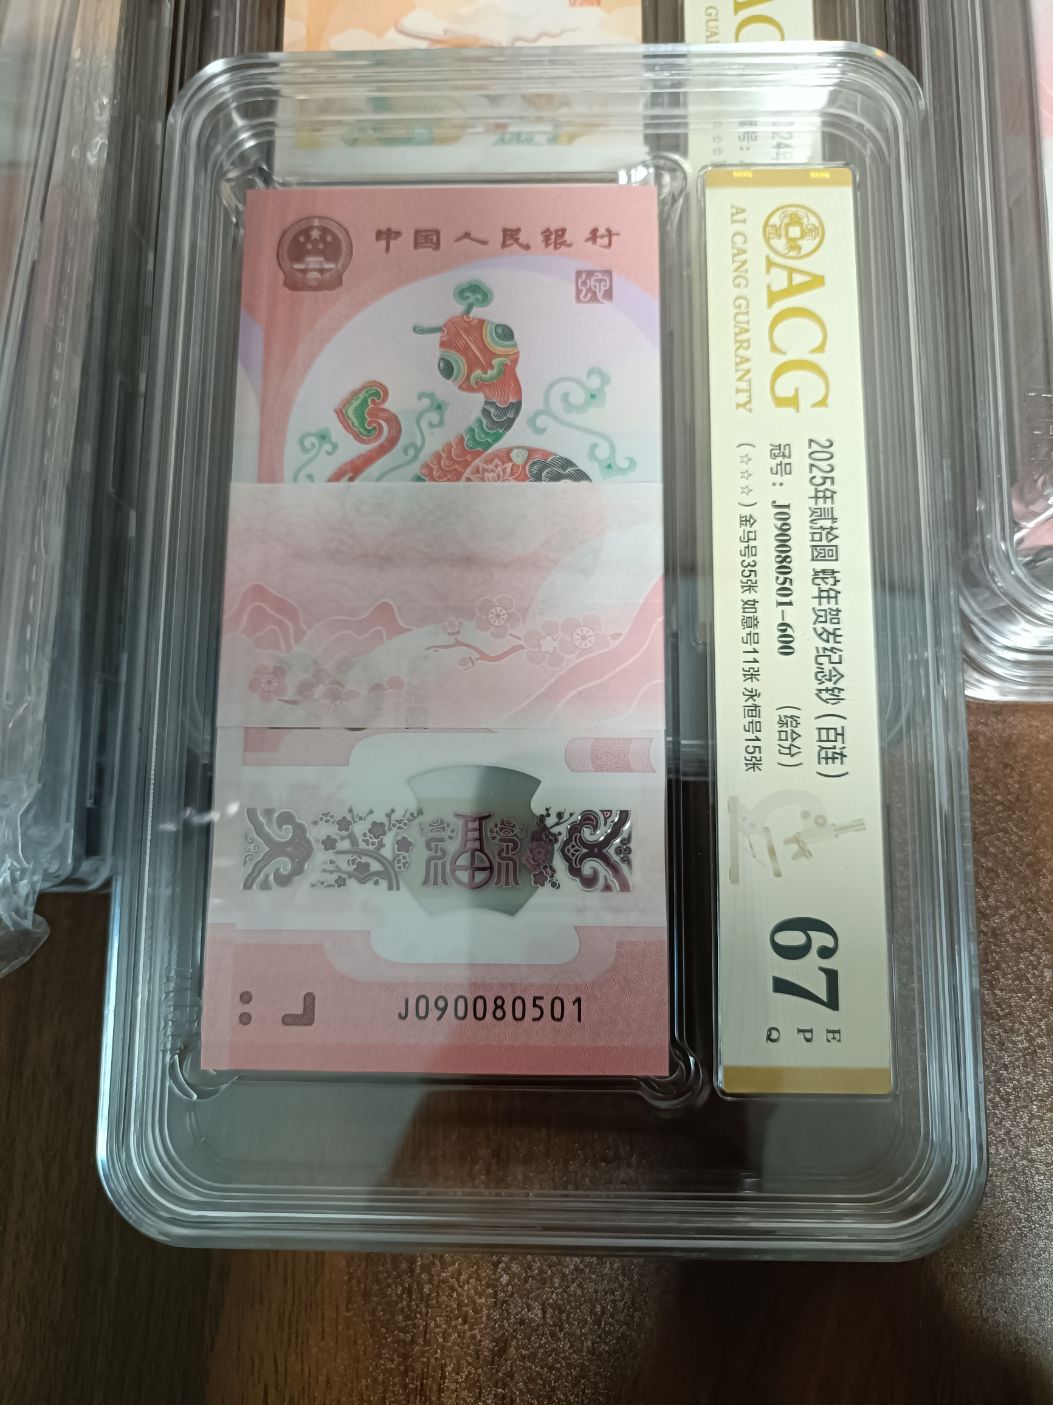 中国人民银行
J090080501
ACG
AI CANG GUARANTY
2025年贰拾圆 蛇年贺岁纪念钞（百连）
冠号：J090080501-600 （综合分）
（☆☆☆）金马号35张 如意号11张 永恒号15张
67
E
P
Q